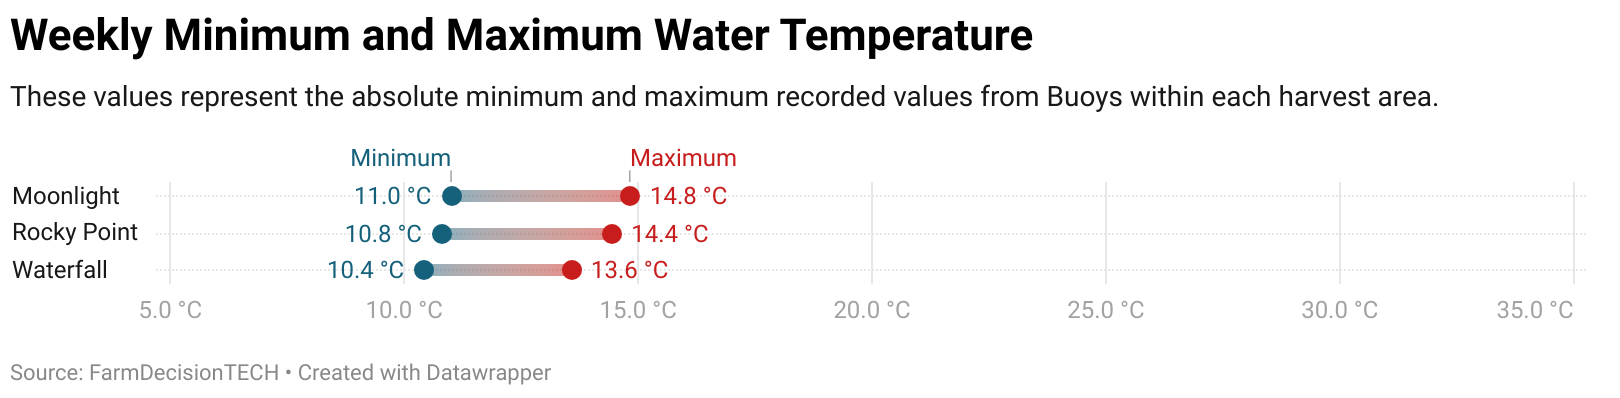 Weekly Minimum and Maximum Water Temperature
These values represent the absolute minimum and maximum recorded values from Buoys within each harvest area.
Minimum Maximum
Moonlight 11.0 °C 14.8 °C
Rocky Point 10.8 °C 14.4 °C
Waterfall 10.4 °C 13.6 °C
5.0 °C 10.0 °C 15.0 °C 20.0 °C 25.0 °C 30.0 °C 35.0 °C
Source: FarmDecisionTECH • Created with Datawrapper